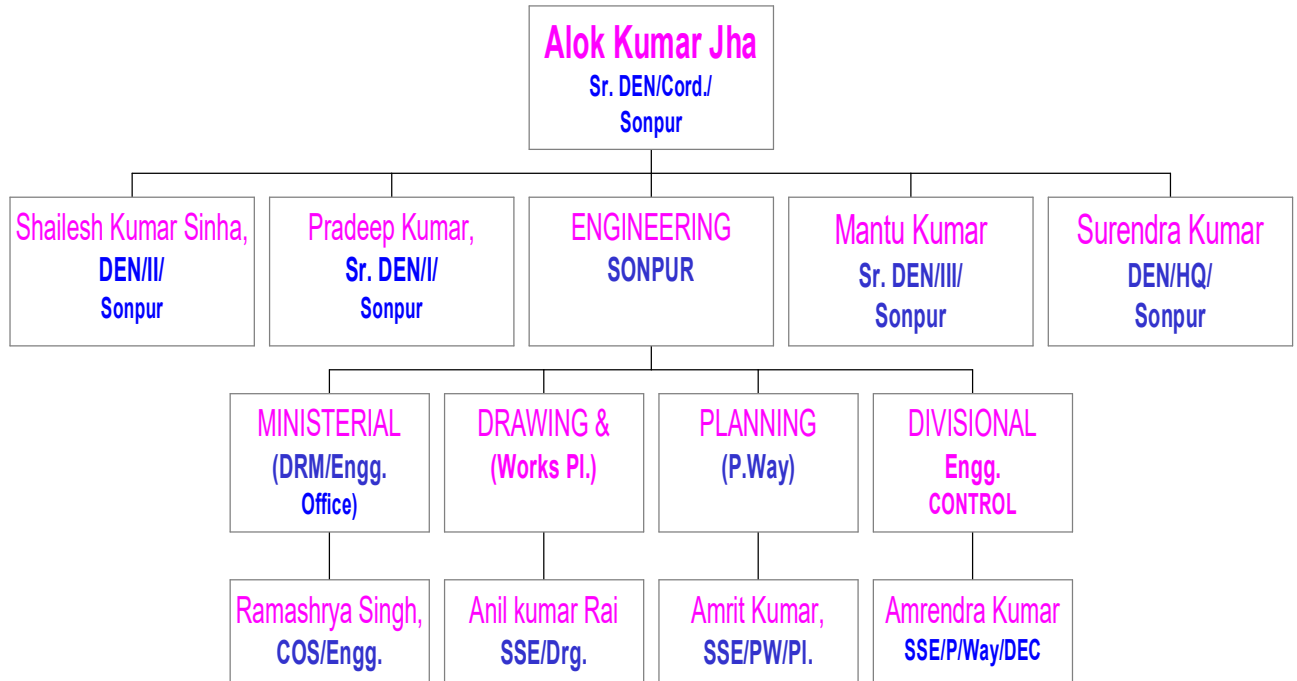 Alok Kumar Jha
Sr. DEN/Cord./
Sonpur
Shailesh Kumar Sinha,
DEN/II/
Sonpur
Pradeep Kumar,
Sr. DEN/I/
Sonpur
ENGINEERING
SONPUR
Mantu Kumar
Sr. DEN/III/
Sonpur
Surendra Kumar
DEN/HQ/
Sonpur
MINISTERIAL
(DRM/Engg.
Office)
DRAWING &
(Works Pl.)
PLANNING
(P.Way)
DIVISIONAL
Engg.
CONTROL
Ramashrya Singh,
COS/Engg.
Anil kumar Rai
SSE/Drg.
Amrit Kumar,
SSE/PW/Pl.
Amrendra Kumar
SSE/P/Way/DEC